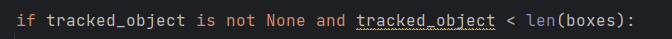 if tracked_object is not None and tracked_object < len(boxes):